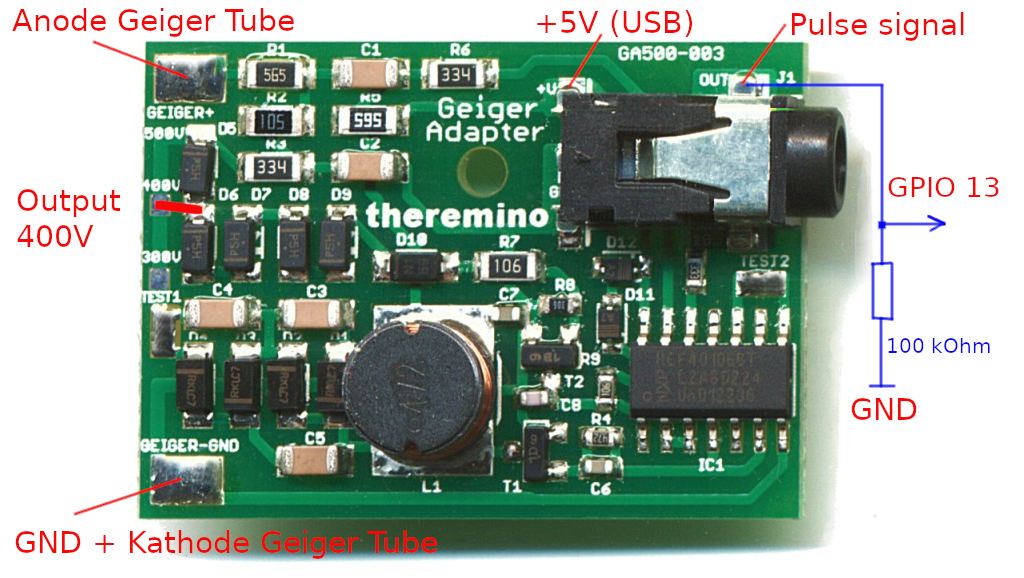 Anode Geiger Tube
+5V (USB)
Pulse signal
R1
C1
R6
GA500-003
565
334
+V
OUT
J1
GEIGER+
R2
R5
Geiger
Adapter
500V
D5
105
595
R3
C2
334
400V
D6
D7
D8
D9
GPIO 13
Output
400V
theremino
P5H
P5H
300V
D10
R7
106
D12
TEST2
TEST1
C4
C3
C7
R8
D11
100 kOhm
R9
T2
C8
GND
GEIGER-GND
C5
L1
T1
R4
C6
IC1
GND + Kathode Geiger Tube